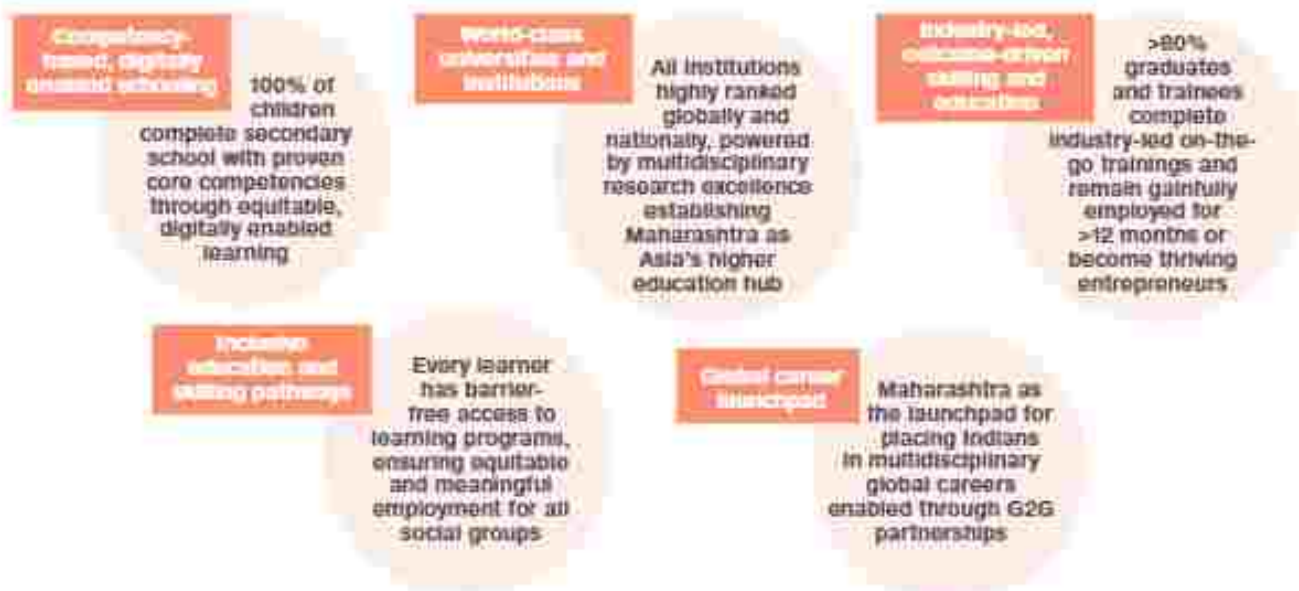 Competency-
based, digitally
enabled schooling
100% of
children
complete secondary
school with proven
core competencies
through equitable,
digitally enabled
learning
World-class
universities and
institutions
All institutions
highly ranked
globally and
nationally, powered
by multidisciplinary
research excellence
establishing
Maharashtra as
Asia's higher
education hub
Industry-led,
outcome-driven
skilling and
education
graduates
and trainees
complete
industry-led on-the-
go trainings and
remain gainfully
employed for
>12 months or
become thriving
entrepreneurs
Inclusive
education and
skilling pathways
Every learner
has barrier-
free access to
learning programs,
ensuring equitable
and meaningful
employment for all
social groups
Global career
launchpad
Maharashtra as
the launchpad for
placing Indians
in multidisciplinary
global careers
enabled through G2G
partnerships